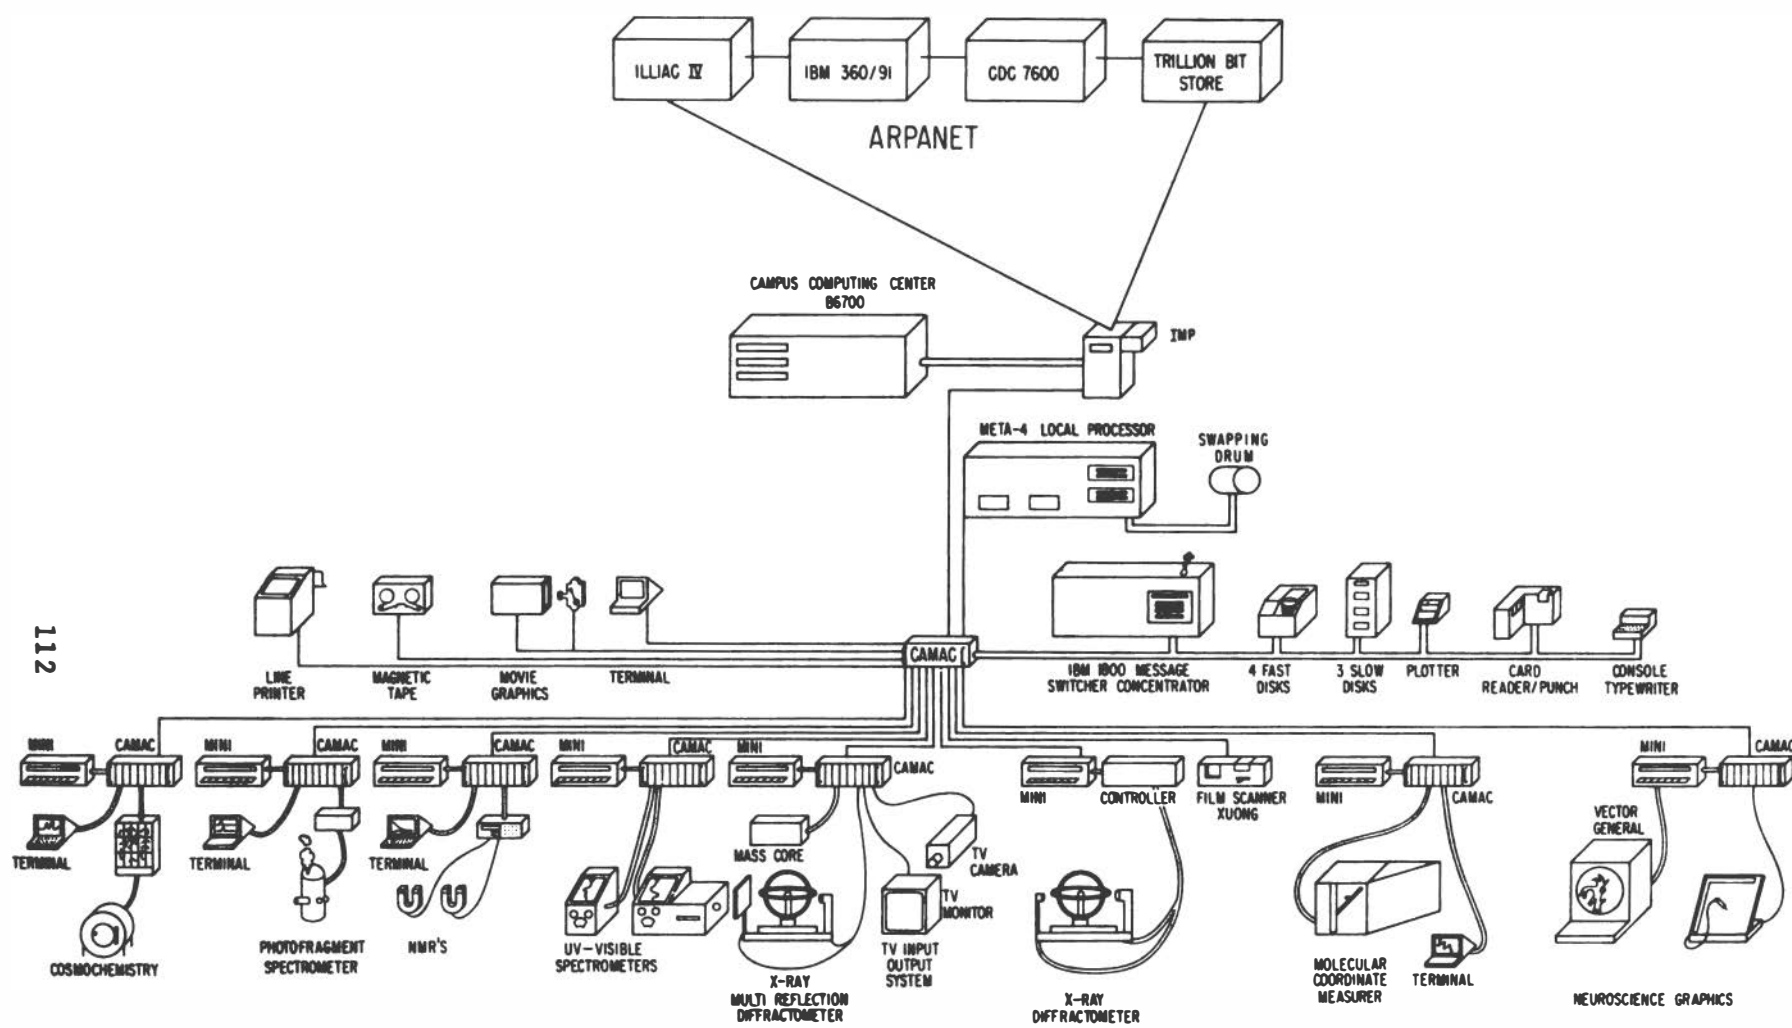 ILLIAC IV
IBM 360/91
CDC 7600
TRILLION BIT
STORE
ARPANET
CAMPUS COMPUTING CENTER
B6700
IMP
META-4 LOCAL PROCESSOR
SWAPPING
DRUM
112
LINE
PRINTER
MAGNETIC
TAPE
MOVIE
GRAPHICS
TERMINAL
CAMAC
IBM 1800 MESSAGE
SWITCHER CONCENTRATOR
4 FAST
DISKS
3 SLOW
DISKS
PLOTTER
CARD
READER/PUNCH
CONSOLE
TYPEWRITER
MINI
CAMAC
TERMINAL
COSMOCHEMISTRY
MINI
CAMAC
TERMINAL
PHOTOFRAGMENT
SPECTROMETER
MINI
CAMAC
TERMINAL
NMR'S
MINI
CAMAC
UV-VISIBLE
SPECTROMETERS
MINI
CAMAC
MASS CORE
TV
CAMERA
TV
MONITOR
TV INPUT
OUTPUT
SYSTEM
X-RAY
MULTI REFLECTION
DIFFRACTOMETER
MINI
CONTROLLER
X-RAY
DIFFRACTOMETER
FILM SCANNER
XUONG
MINI
CAMAC
MOLECULAR
COORDINATE
MEASURER
TERMINAL
MINI
CAMAC
VECTOR
GENERAL
NEUROSCIENCE GRAPHICS